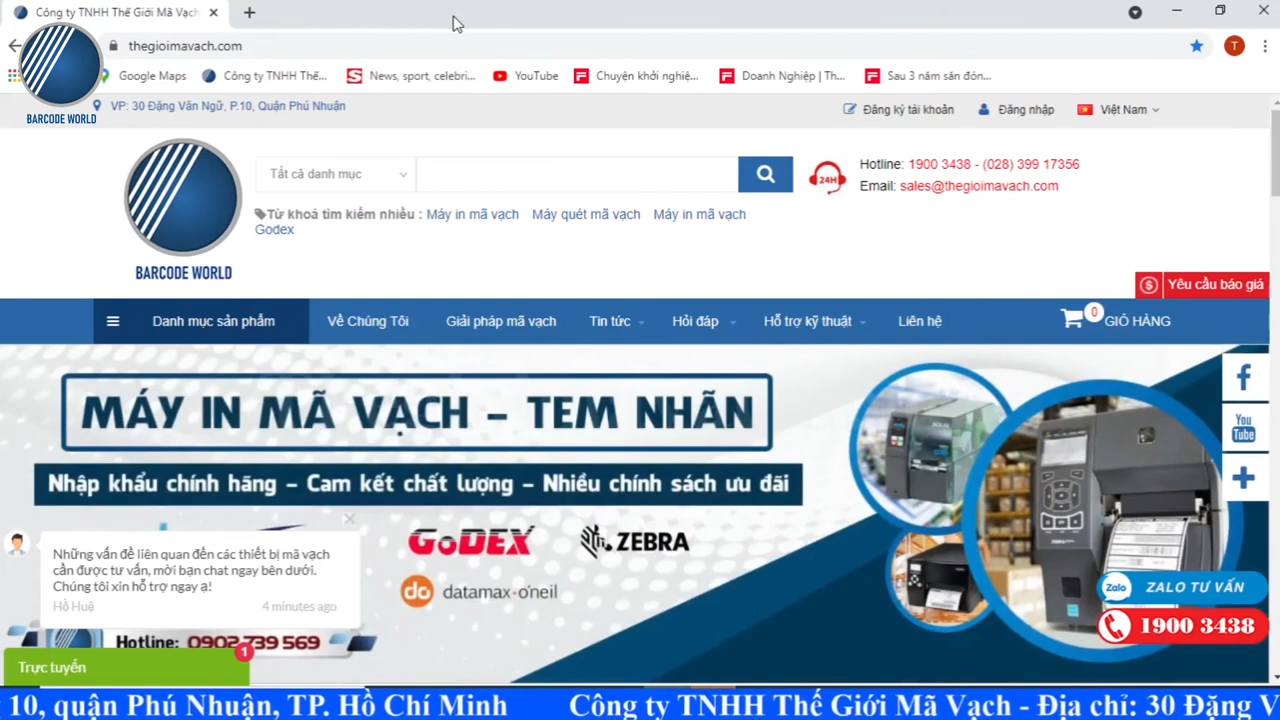 Công ty TNHH Thế Giới Mã Vạch
thegioimavach.com
T
Google Maps
Công ty TNHH Thế...
News, sport, celebri...
YouTube
Chuyện khởi nghiệ...
Doanh Nghiệp | Th...
Sau 3 năm săn đón...
BARCODE WORLD
VP: 30 Đặng Văn Ngữ, P.10, Quận Phú Nhuận
Đăng ký tài khoản
Đăng nhập
Việt Nam
Tất cả danh mục
24H
Hotline: 1900 3438 - (028) 399 17356
Email: sales@thegioimavach.com
Từ khoá tìm kiếm nhiều : Máy in mã vạch Máy quét mã vạch Máy in mã vạch
Godex
BARCODE WORLD
Yêu cầu báo giá
Danh mục sản phẩm
Về Chúng Tôi
Giải pháp mã vạch
Tin tức
Hỏi đáp
Hỗ trợ kỹ thuật
Liên hệ
0
GIỎ HÀNG
MÁY IN MÃ VẠCH – TEM NHÃN
Nhập khẩu chính hãng – Cam kết chất lượng – Nhiều chính sách ưu đãi
You
Tube
GoDEX
ZEBRA
datamax·o'neil
Những vấn đề liên quan đến các thiết bị mã vạch
cần được tư vấn, mời bạn chat ngay bên dưới.
Chúng tôi xin hỗ trợ ngay ạ!
Hồ Huệ
4 minutes ago
Zalo
ZALO TƯ VẤN
1900 3438
Hotline: 0902 739 569
Trực tuyến
1
10, quận Phú Nhuận, TP. Hồ Chí Minh
Công ty TNHH Thế Giới Mã Vạch - Địa chỉ: 30 Đặng V